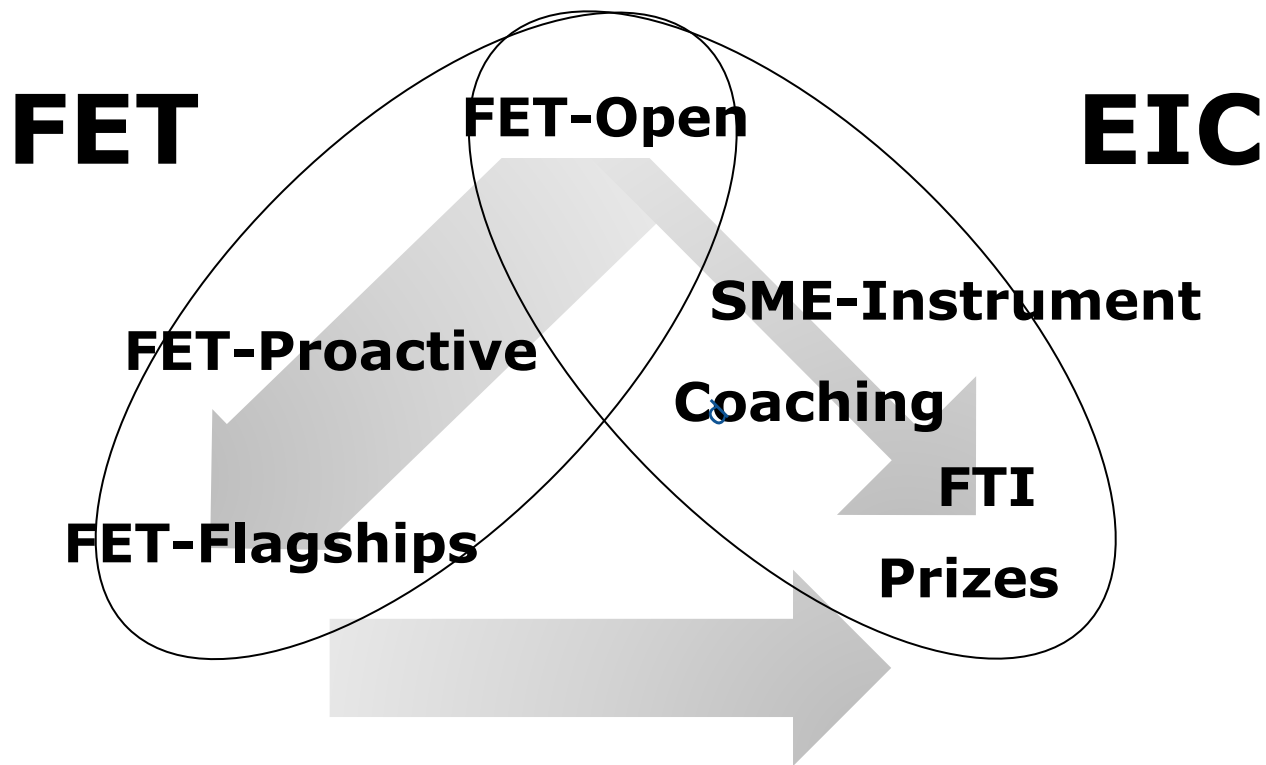 FET
EIC
FET-Open
SME-Instrument
FET-Proactive
Coaching
FTI
FET-Flagships
Prizes